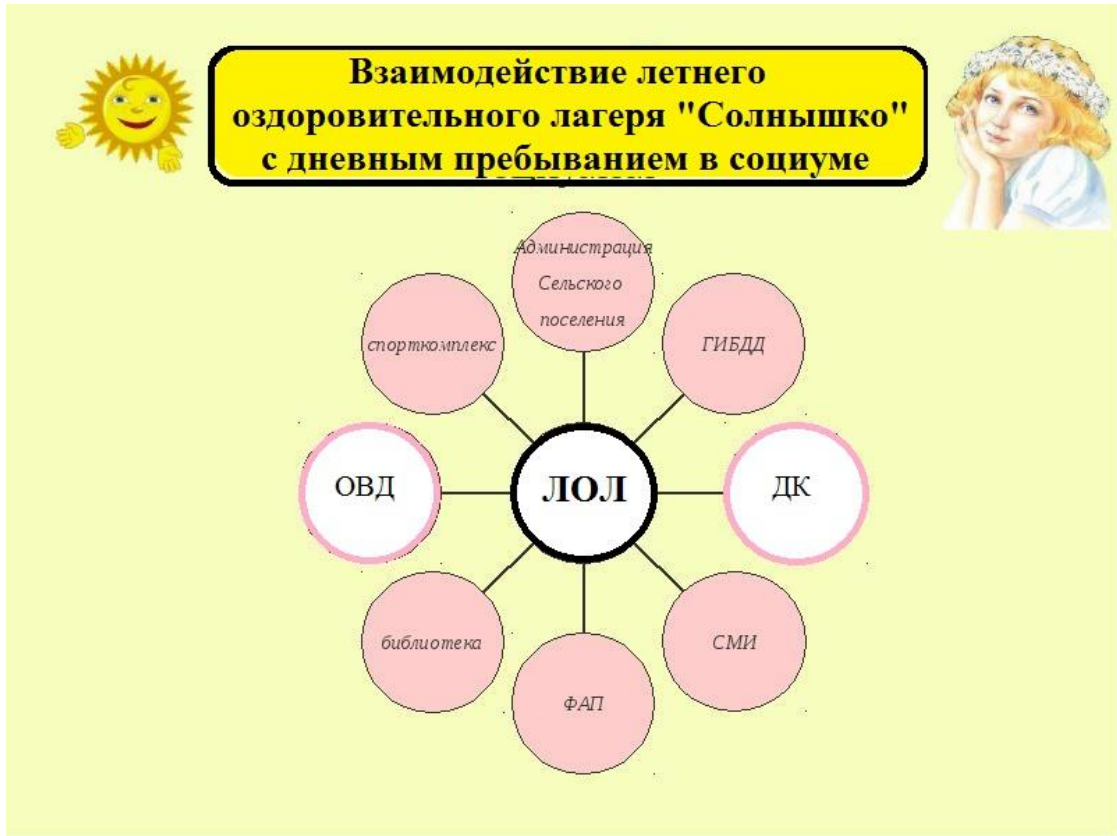 Взаимодействие летнего
оздоровительного лагеря "Солнышко"
с дневным пребыванием в социуме
Администрация
Сельского
поселения
спорткомплекс
ГИБДД
ОВД
ЛОЛ
ДК
библиотека
СМИ
ФАП